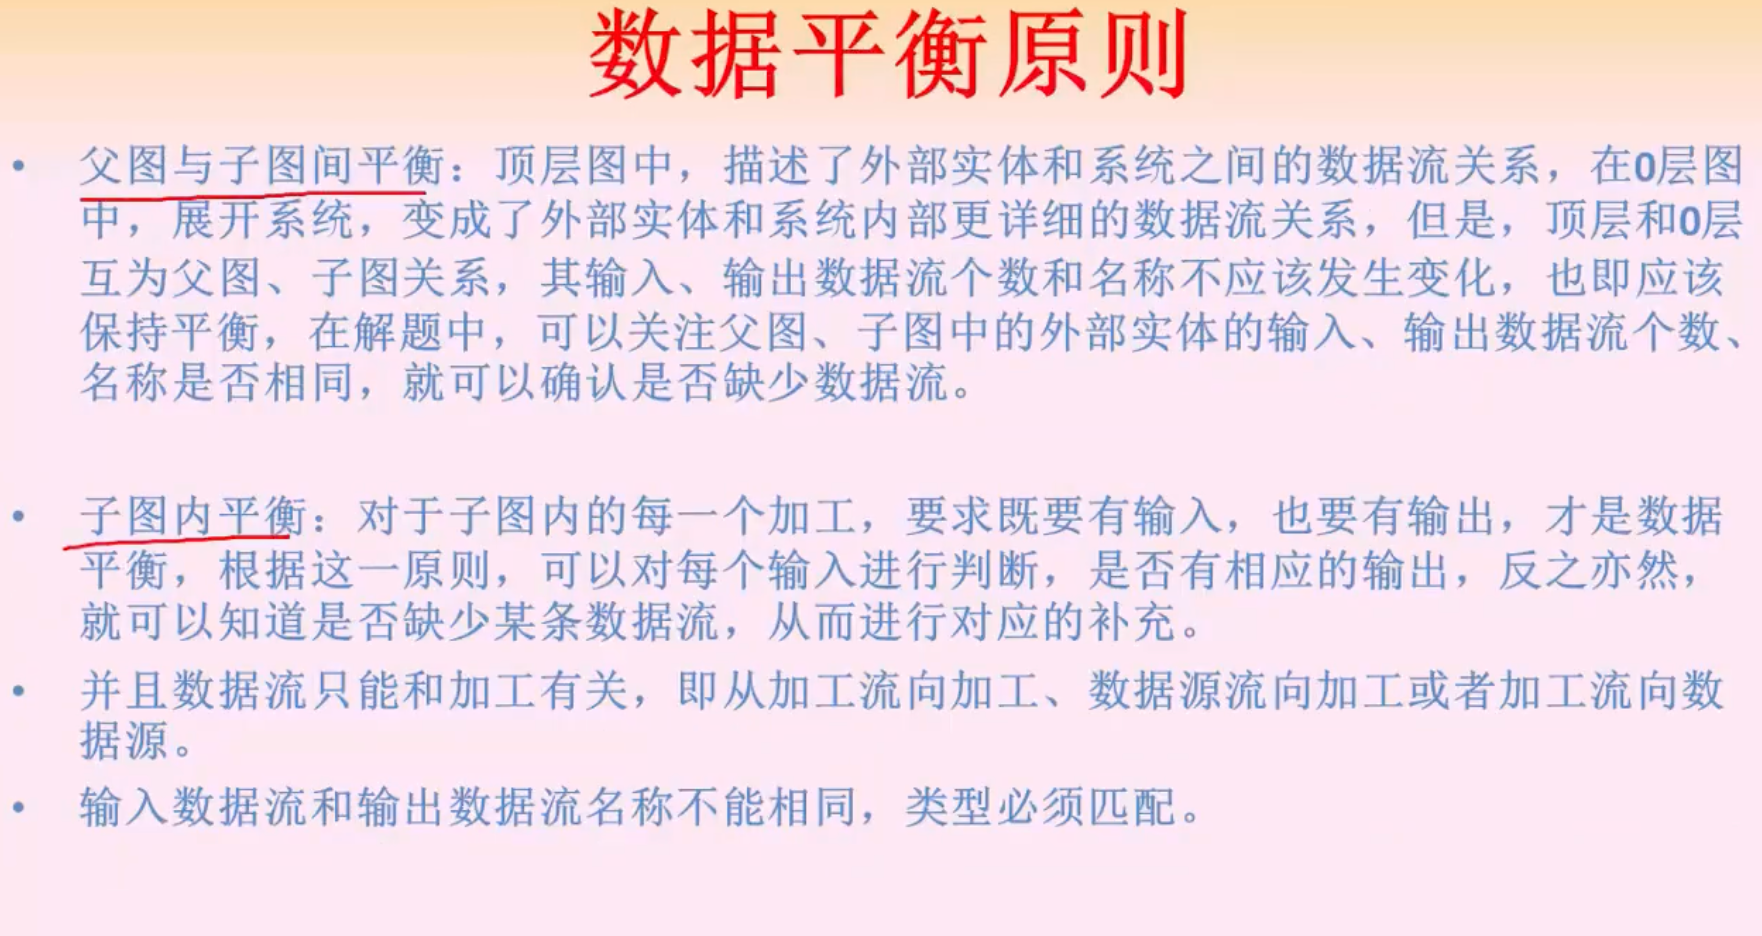 数据平衡原则
• 父图与子图间平衡：顶层图中，描述了外部实体和系统之间的数据流关系，在0层图
中，展开系统，变成了外部实体和系统内部更详细的数据流关系，但是，顶层和0层
互为父图、子图关系，其输入、输出数据流个数和名称不应该发生变化，也即应该
保持平衡，在解题中，可以关注父图、子图中的外部实体的输入、输出数据流个数、
名称是否相同，就可以确认是否缺少数据流。
• 子图内平衡：对于子图内的每一个加工，要求既要有输入，也要有输出，才是数据
平衡，根据这一原则，可以对每个输入进行判断，是否有相应的输出，反之亦然，
就可以知道是否缺少某条数据流，从而进行对应的补充。
• 并且数据流只能和加工有关，即从加工流向加工、数据源流向加工或者加工流向数
据源。
• 输入数据流和输出数据流名称不能相同，类型必须匹配。